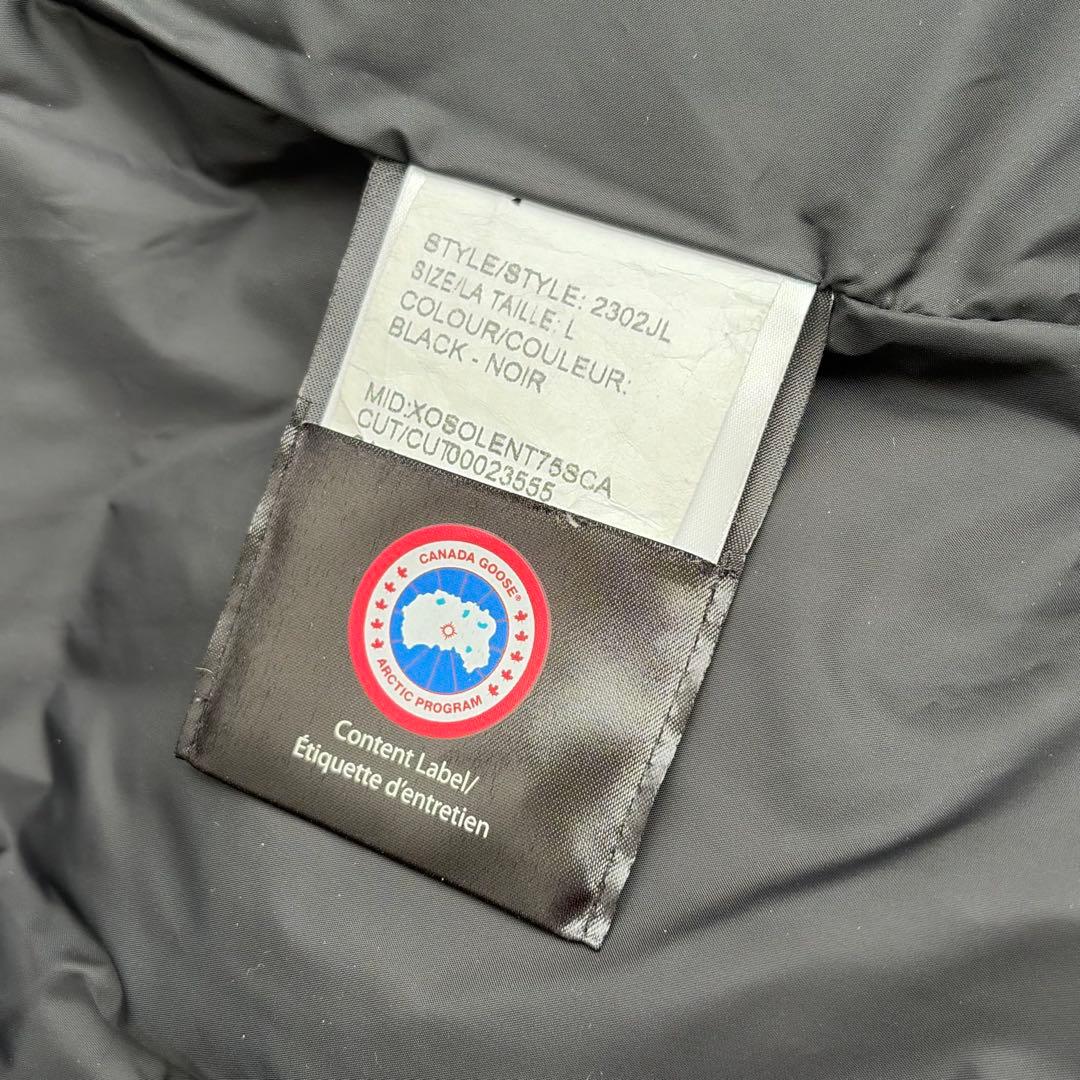 STYLE/STYLE: 2302JL
SIZE/LA TAILLE: L
COLOUR/COULEUR:
BLACK - NOIR
MID:XOSOLENT75SCA
CUT/CUT00023555
CANADA GOOSE®
ARCTIC PROGRAM
Content Label/
Étiquette d'entretien